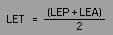 LET = (LEP + LEA)
2